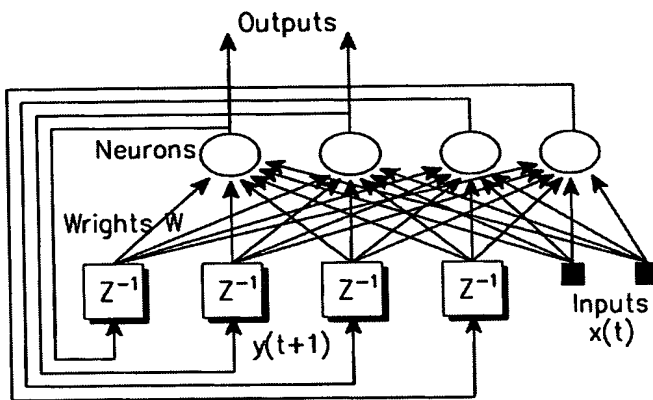 Outputs
Neurons
Wrights W
Z⁻¹ Z⁻¹ Z⁻¹ Z⁻¹
Inputs
x(t)
y(t+1)